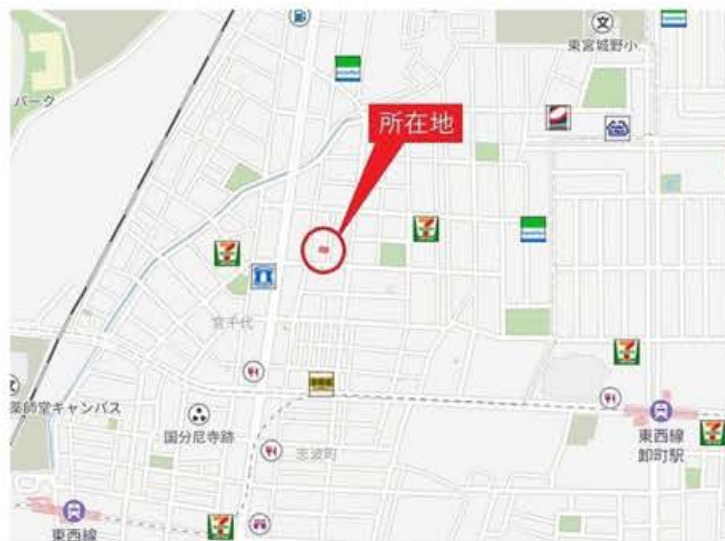 東宮城野小
パーク
所在地
宮千代
薬師堂キャンパス
国分尼寺跡
志波町
東西線
卸町駅
東西線